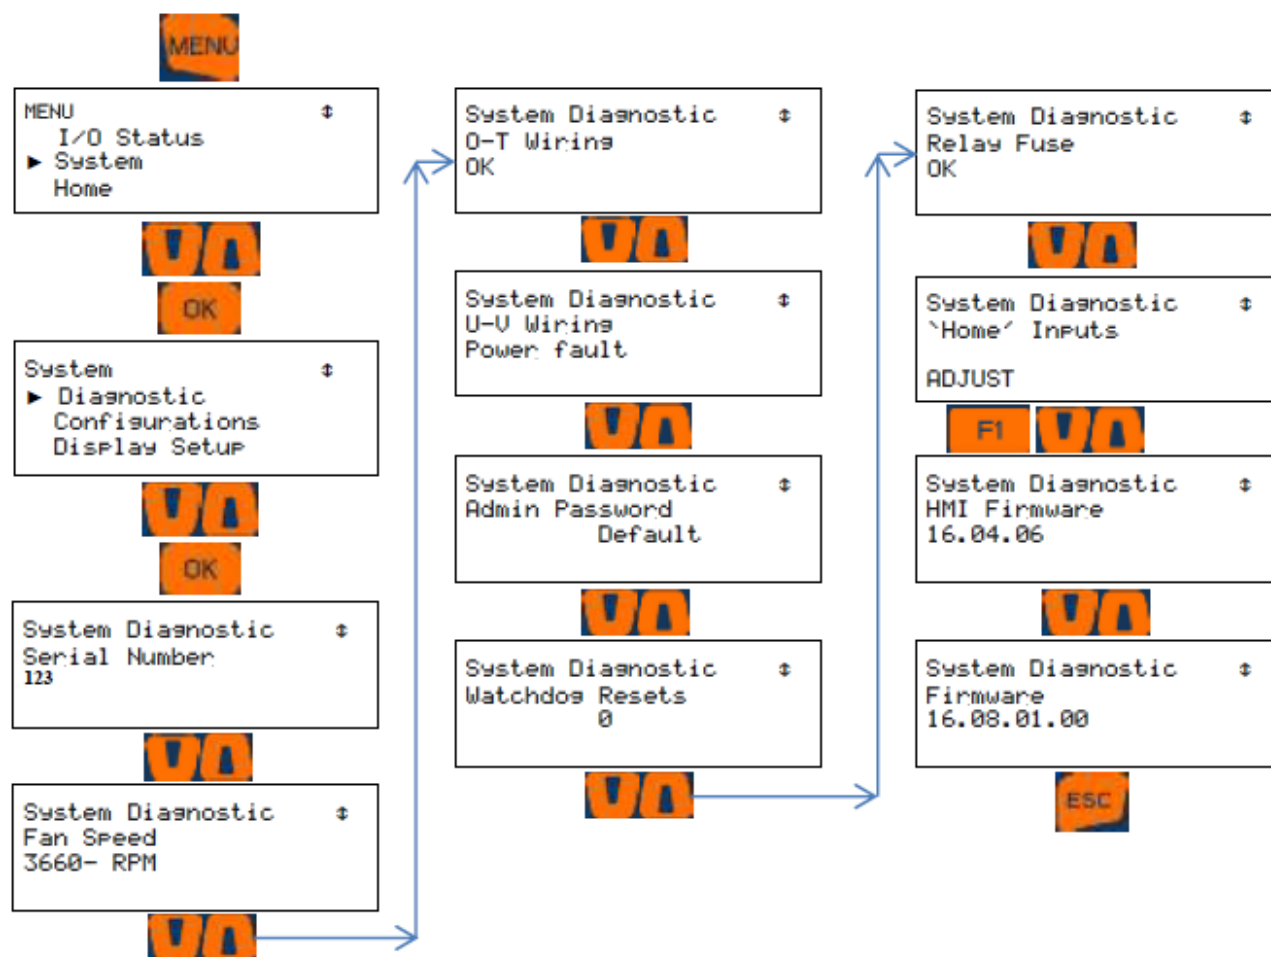 MENU
MENU ↕
I/O Status
► System
Home
OK
System ↕
► Diagnostic
Configurations
Display Setup
OK
System Diagnostic ↕
Serial Number
123
System Diagnostic ↕
Fan Speed
3660- RPM
System Diagnostic ↕
O-T Wiring
OK
System Diagnostic ↕
U-V Wiring
Power fault
System Diagnostic ↕
Admin Password
Default
System Diagnostic ↕
Watchdog Resets
0
System Diagnostic ↕
Relay Fuse
OK
System Diagnostic ↕
`Home´ Inputs
ADJUST
F1
System Diagnostic ↕
HMI Firmware
16.04.06
System Diagnostic ↕
Firmware
16.08.01.00
ESC